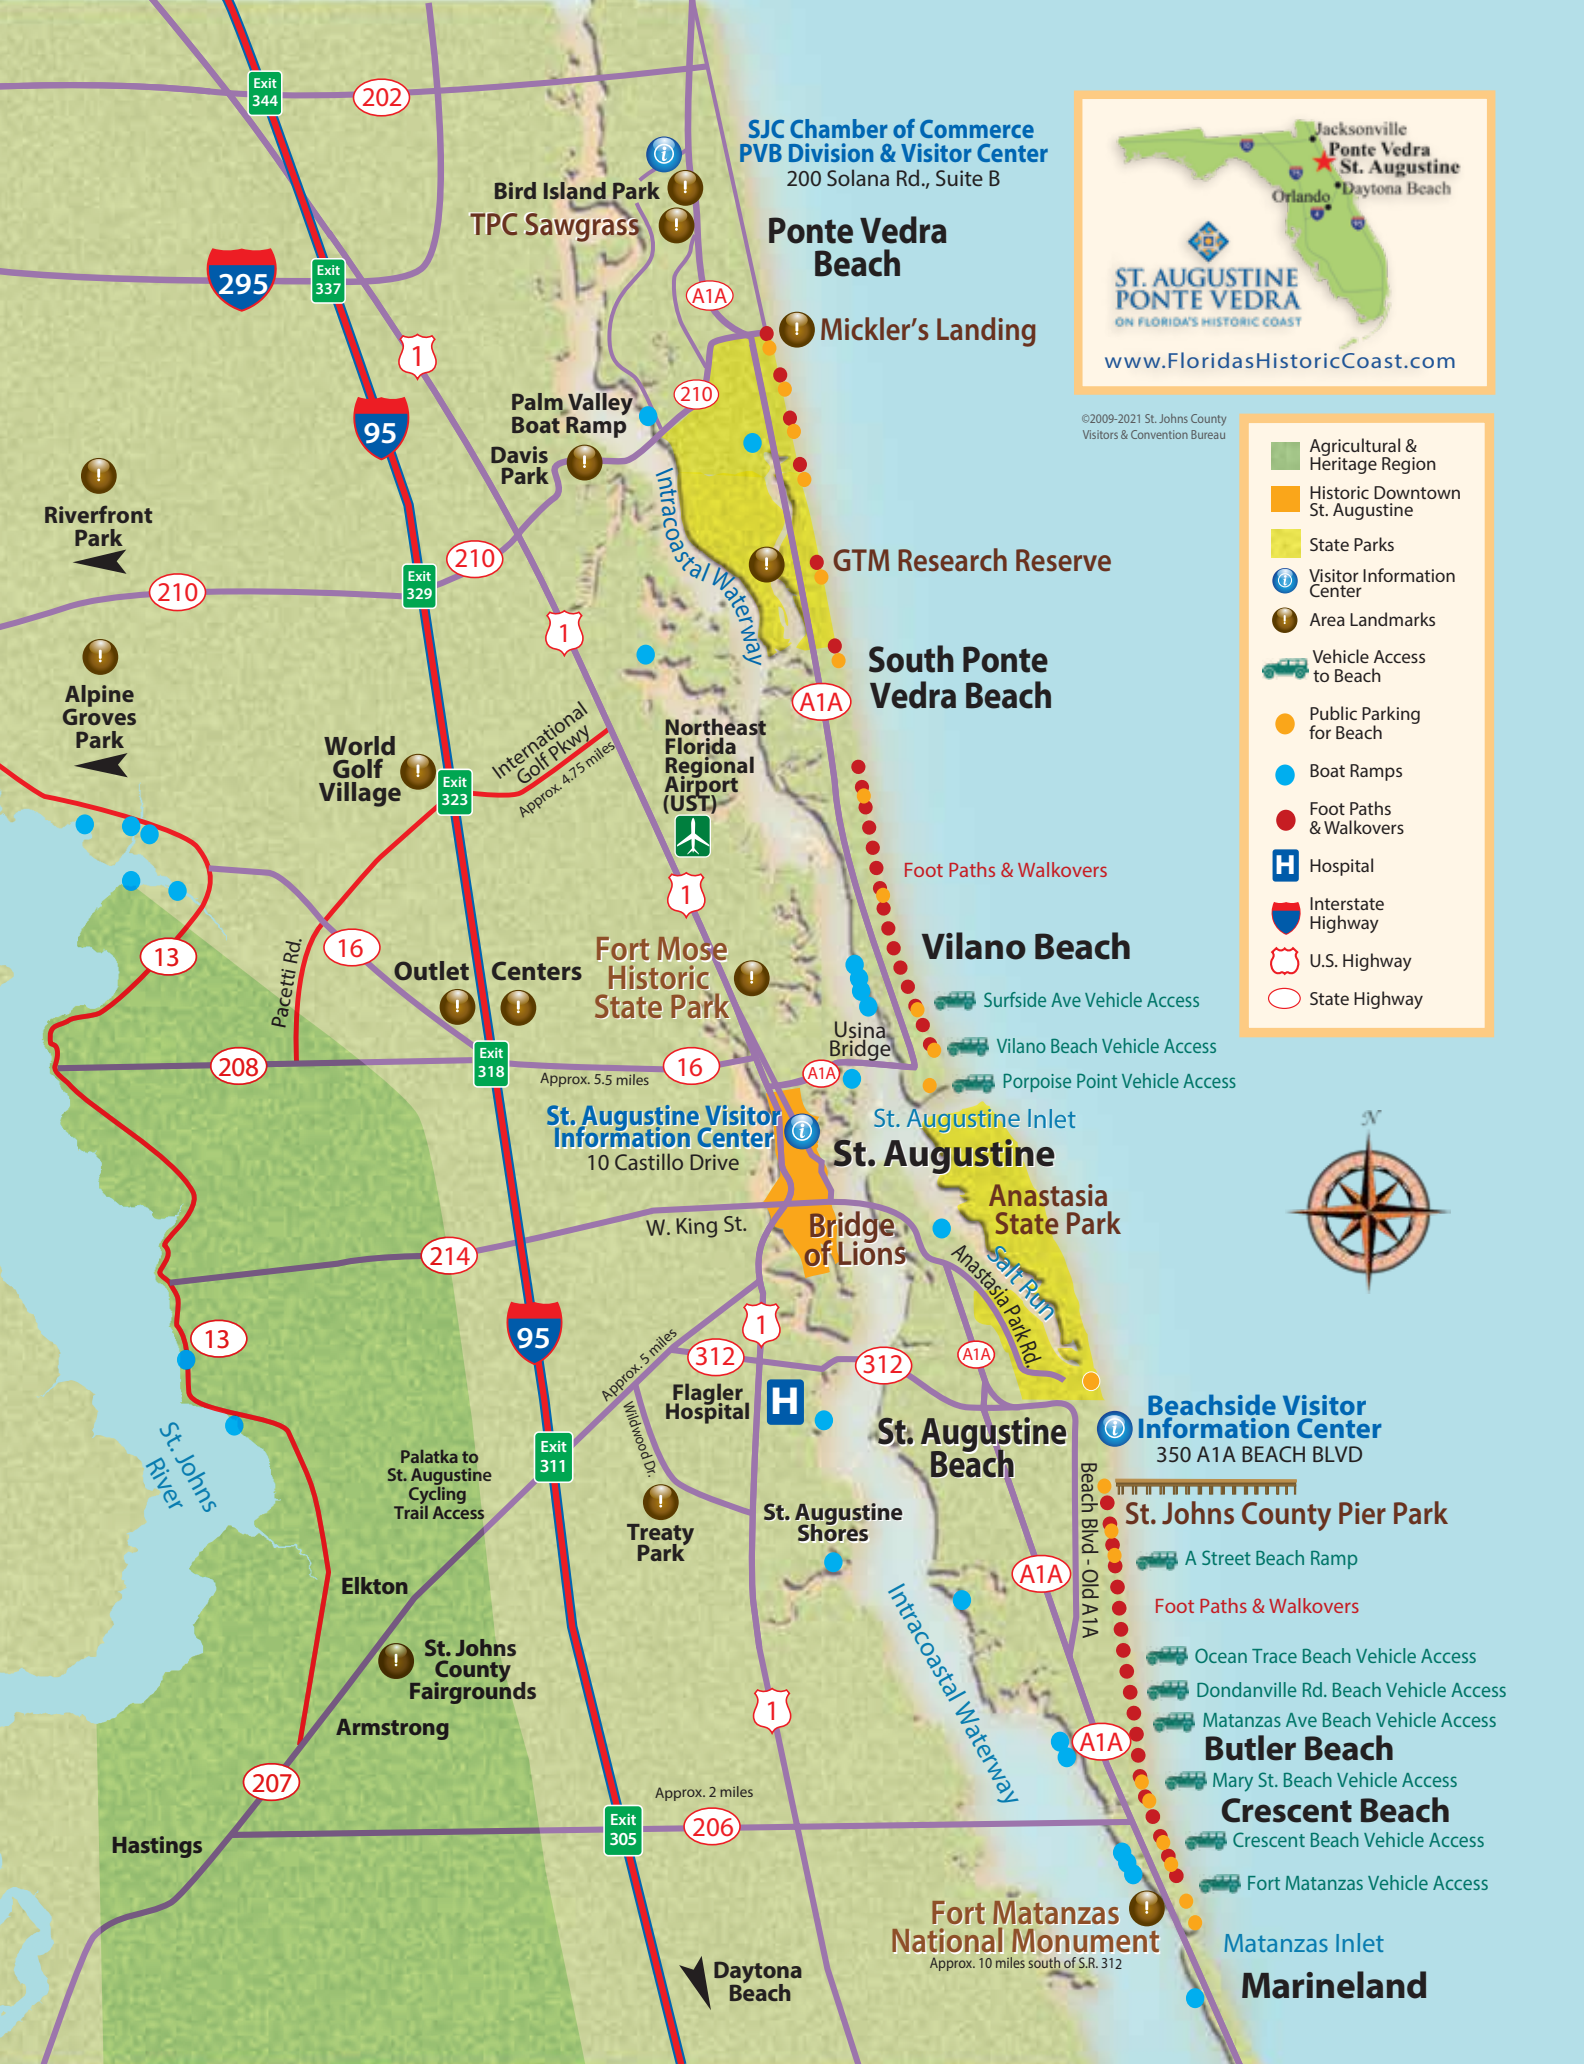 Exit
344
202
SJC Chamber of Commerce
PVB Division & Visitor Center
200 Solana Rd., Suite B
Bird Island Park
TPC Sawgrass
Ponte Vedra
Beach
295
Exit
337
A1A
1
Mickler's Landing
Jacksonville
Ponte Vedra
St. Augustine
Daytona Beach
Orlando
ST. AUGUSTINE
PONTE VEDRA
ON FLORIDA'S HISTORIC COAST
www.FloridasHistoricCoast.com
©2009-2021 St. Johns County
Visitors & Convention Bureau
Agricultural &
Heritage Region
Historic Downtown
St. Augustine
State Parks
Visitor Information
Center
Area Landmarks
Vehicle Access
to Beach
Public Parking
for Beach
Boat Ramps
Foot Paths
& Walkovers
H
Hospital
Interstate
Highway
U.S. Highway
State Highway
210
Palm Valley
Boat Ramp
95
Davis
Park
Riverfront
Park
Intracoastal Waterway
GTM Research Reserve
210
Exit
329
210
1
Alpine
Groves
Park
South Ponte
Vedra Beach
A1A
World
Golf
Village
International
Golf Pkwy
Approx. 4.75 miles
Exit
323
Northeast
Florida
Regional
Airport
(UST)
1
Foot Paths & Walkovers
13
Pacetti Rd.
16
Outlet Centers
Fort Mose
Historic
State Park
Vilano Beach
Surfside Ave Vehicle Access
Usina
Bridge
Vilano Beach Vehicle Access
208
Exit
318
Approx. 5.5 miles
16
A1A
Porpoise Point Vehicle Access
St. Augustine Visitor
Information Center
10 Castillo Drive
St. Augustine Inlet
St. Augustine
N
Anastasia
State Park
W. King St.
Bridge
of Lions
214
Salt Run
Anastasia Park Rd.
13
95
1
Approx. 5 miles
312
312
A1A
Flagler
Hospital
H
Wildwood Dr.
Beachside Visitor
Information Center
350 A1A BEACH BLVD
St. Augustine
Beach
St. Johns
River
Exit
311
Palatka to
St. Augustine
Cycling
Trail Access
Beach Blvd - Old A1A
St. Johns County Pier Park
Treaty
Park
St. Augustine
Shores
A Street Beach Ramp
Elkton
A1A
Foot Paths & Walkovers
Intracoastal Waterway
St. Johns
County
Fairgrounds
Ocean Trace Beach Vehicle Access
Dondanville Rd. Beach Vehicle Access
Armstrong
1
Matanzas Ave Beach Vehicle Access
A1A
Butler Beach
207
Mary St. Beach Vehicle Access
Approx. 2 miles
Crescent Beach
Hastings
Exit
305
206
Crescent Beach Vehicle Access
Fort Matanzas Vehicle Access
Fort Matanzas
National Monument
Approx. 10 miles south of S.R. 312
Matanzas Inlet
Daytona
Beach
Marineland